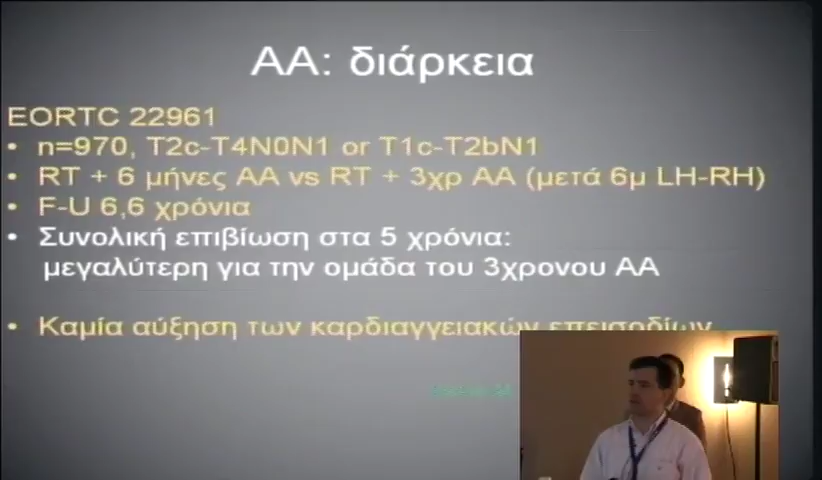 ΑΑ: διάρκεια
EORTC 22961
• n=970, T2c-T4N0N1 or T1c-T2bN1
• RT + 6 μήνες ΑΑ vs RT + 3χρ ΑΑ (μετά 6μ LH-RH)
• F-U 6,6 χρόνια
• Συνολική επιβίωση στα 5 χρόνια:
μεγαλύτερη για την ομάδα του 3χρονου ΑΑ
• Καμία αύξηση των καρδιαγγειακών επεισοδίων